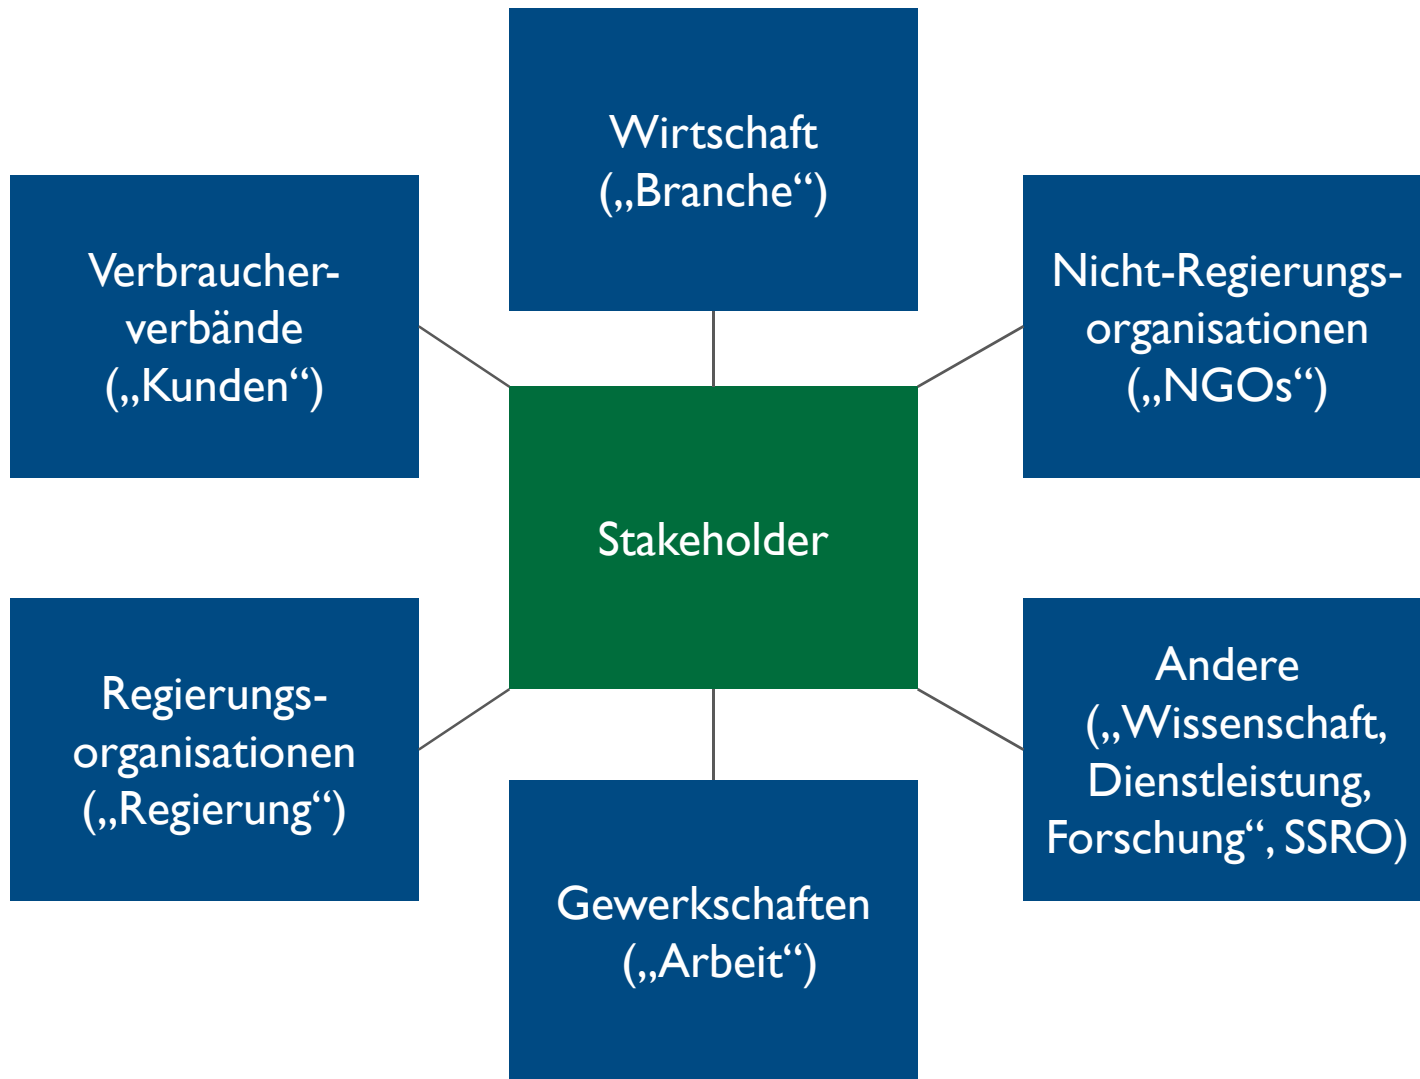 Wirtschaft
(„Branche“)
Verbraucher-
verbände
(„Kunden“)
Nicht-Regierungs-
organisationen
(„NGOs“)
Stakeholder
Regierungs-
organisationen
(„Regierung“)
Andere
(„Wissenschaft,
Dienstleistung,
Forschung“, SSRO)
Gewerkschaften
(„Arbeit“)